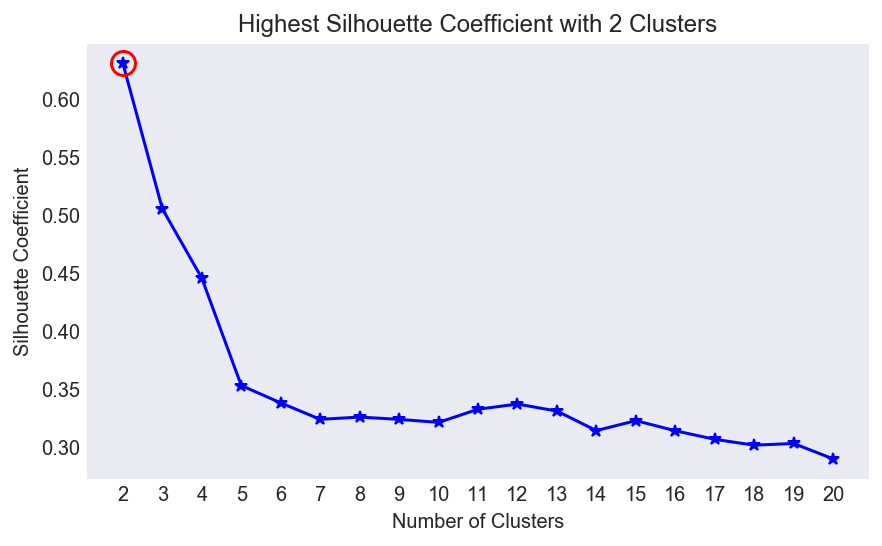 Highest Silhouette Coefficient with 2 Clusters
Silhouette Coefficient
0.60
0.55
0.50
0.45
0.40
0.35
0.30
2 3 4 5 6 7 8 9 10 11 12 13 14 15 16 17 18 19 20
Number of Clusters